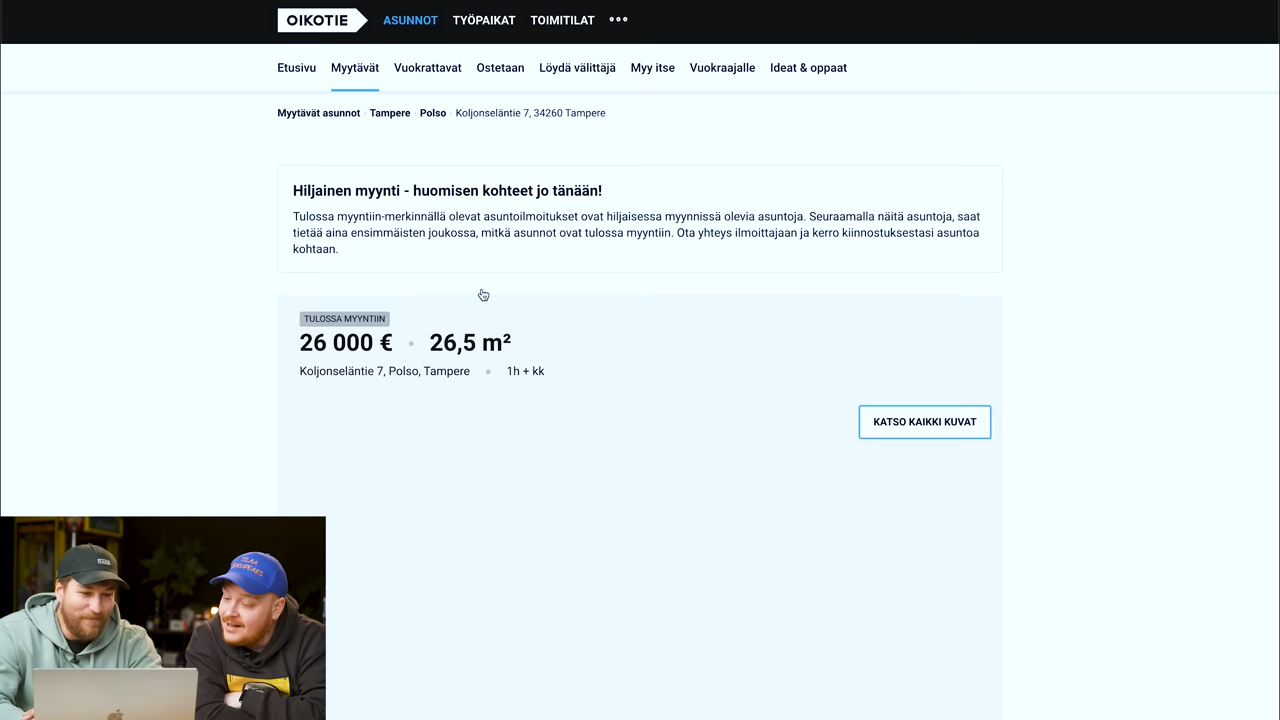 OIKOTIE ASUNNOT TYÖPAIKAT TOIMITILAT
Etusivu Myytävät Vuokrattavat Ostetaan Löydä välittäjä Myy itse Vuokraajalle Ideat & oppaat
Myytävät asunnot Tampere Polso Koljonseläntie 7, 34260 Tampere
Hiljainen myynti - huomisen kohteet jo tänään!
Tulossa myyntiin-merkinnällä olevat asuntoilmoitukset ovat hiljaisessa myynnissä olevia asuntoja. Seuraamalla näitä asuntoja, saat
tietää aina ensimmäisten joukossa, mitkä asunnot ovat tulossa myyntiin. Ota yhteys ilmoittajaan ja kerro kiinnostuksestasi asuntoa
kohtaan.
TULOSSA MYYNTIIN
26 000 € • 26,5 m²
Koljonseläntie 7, Polso, Tampere • 1h + kk
KATSO KAIKKI KUVAT